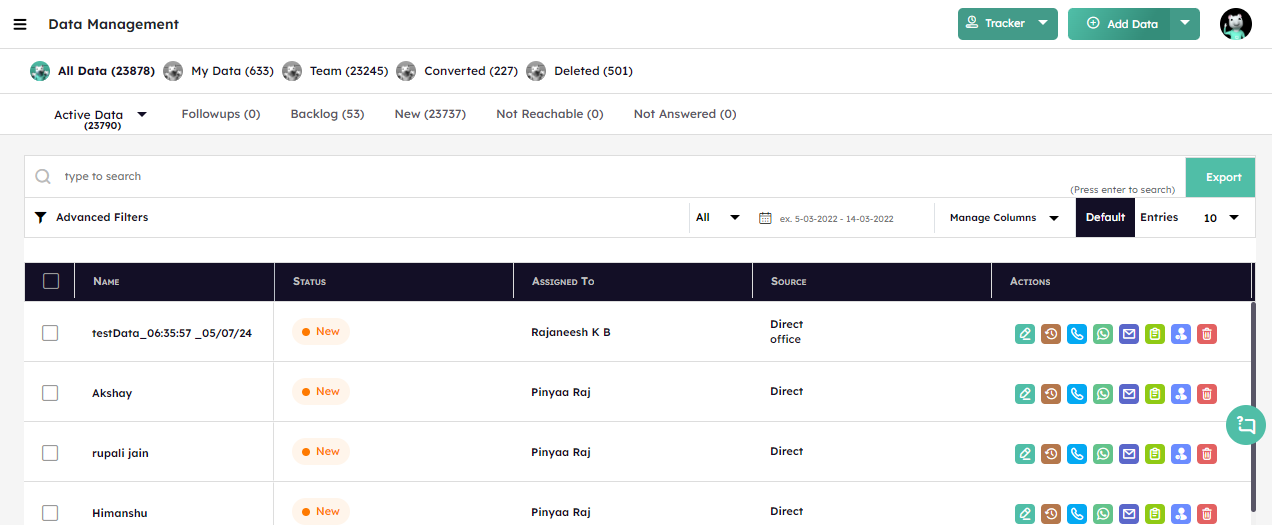 Data Management
Tracker
Add Data
All Data (23878)
My Data (633)
Team (23245)
Converted (227)
Deleted (501)
Active Data
(23790)
Followups (0)
Backlog (53)
New (23737)
Not Reachable (0)
Not Answered (0)
type to search
(Press enter to search)
Export
Advanced Filters
All
ex. 5-03-2022 - 14-03-2022
Manage Columns
Default
Entries
10
Name
Status
Assigned To
Source
Actions
testData_06:35:57 _05/07/24
New
Rajaneesh K B
Direct
office
Akshay
New
Pinyaa Raj
Direct
rupali jain
New
Pinyaa Raj
Direct
Himanshu
New
Pinyaa Raj
Direct